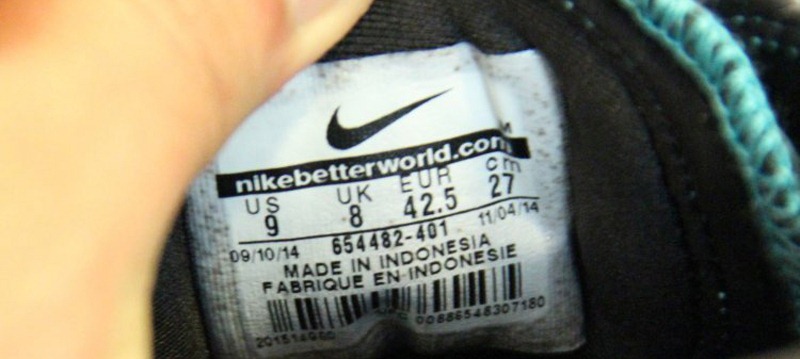 nikebetterworld.com
US UK EUR cm
9 8 42.5 27
09/10/14 654482-401 11/04/14
MADE IN INDONESIA
FABRIQUE EN INDONESIE
00886548307180